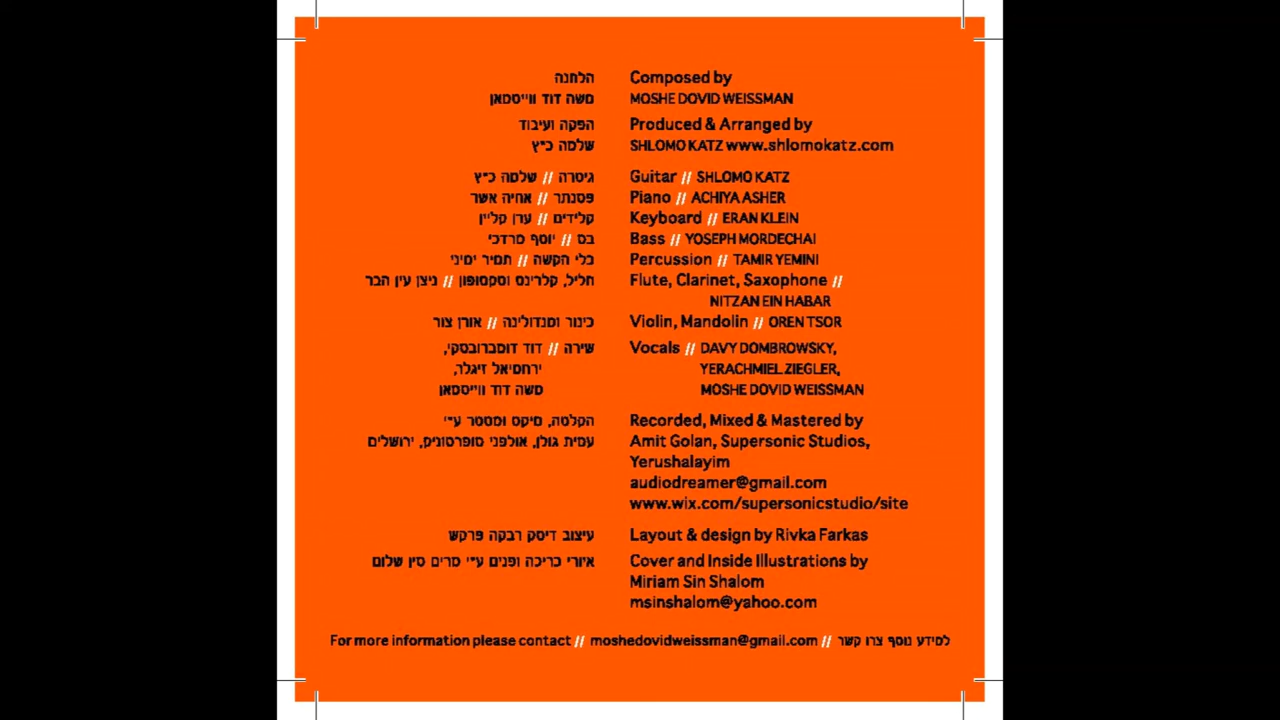 הלחנה
משה דוד ווייסמאן
הפקה ועיבוד
שלמה כ״ץ
גיטרה // שלמה כ״ץ
פסנתר // אחיה אשר
קלידים // ערן קליין
בס // יוסף מרדכי
כלי הקשה // תמיר ימיני
חליל, קלרינט וסקסופון // ניצן עין הבר
כינור ומנדולינה // אורן צור
שירה // דוד דומברובסקי,
ירחמיאל זיגלר,
משה דוד ווייסמאן
הקלטה, מיקס ומסטר ע״י
עמית גולן, אולפני סופרסוניק, ירושלים
עיצוב דיסק רבקה פרקש
איורי כריכה ופנים ע״י מרים סין שלום
Composed by
MOSHE DOVID WEISSMAN
Produced & Arranged by
SHLOMO KATZ www.shlomokatz.com
Guitar // SHLOMO KATZ
Piano // ACHIYA ASHER
Keyboard // ERAN KLEIN
Bass // YOSEPH MORDECHAI
Percussion // TAMIR YEMINI
Flute, Clarinet, Saxophone //
NITZAN EIN HABAR
Violin, Mandolin // OREN TSOR
Vocals // DAVY DOMBROWSKY,
YERACHMIEL ZIEGLER,
MOSHE DOVID WEISSMAN
Recorded, Mixed & Mastered by
Amit Golan, Supersonic Studios,
Yerushalayim
audiodreamer@gmail.com
www.wix.com/supersonicstudio/site
Layout & design by Rivka Farkas
Cover and Inside Illustrations by
Miriam Sin Shalom
msinshalom@yahoo.com
For more information please contact // moshedovidweissman@gmail.com // למידע נוסף צרו קשר